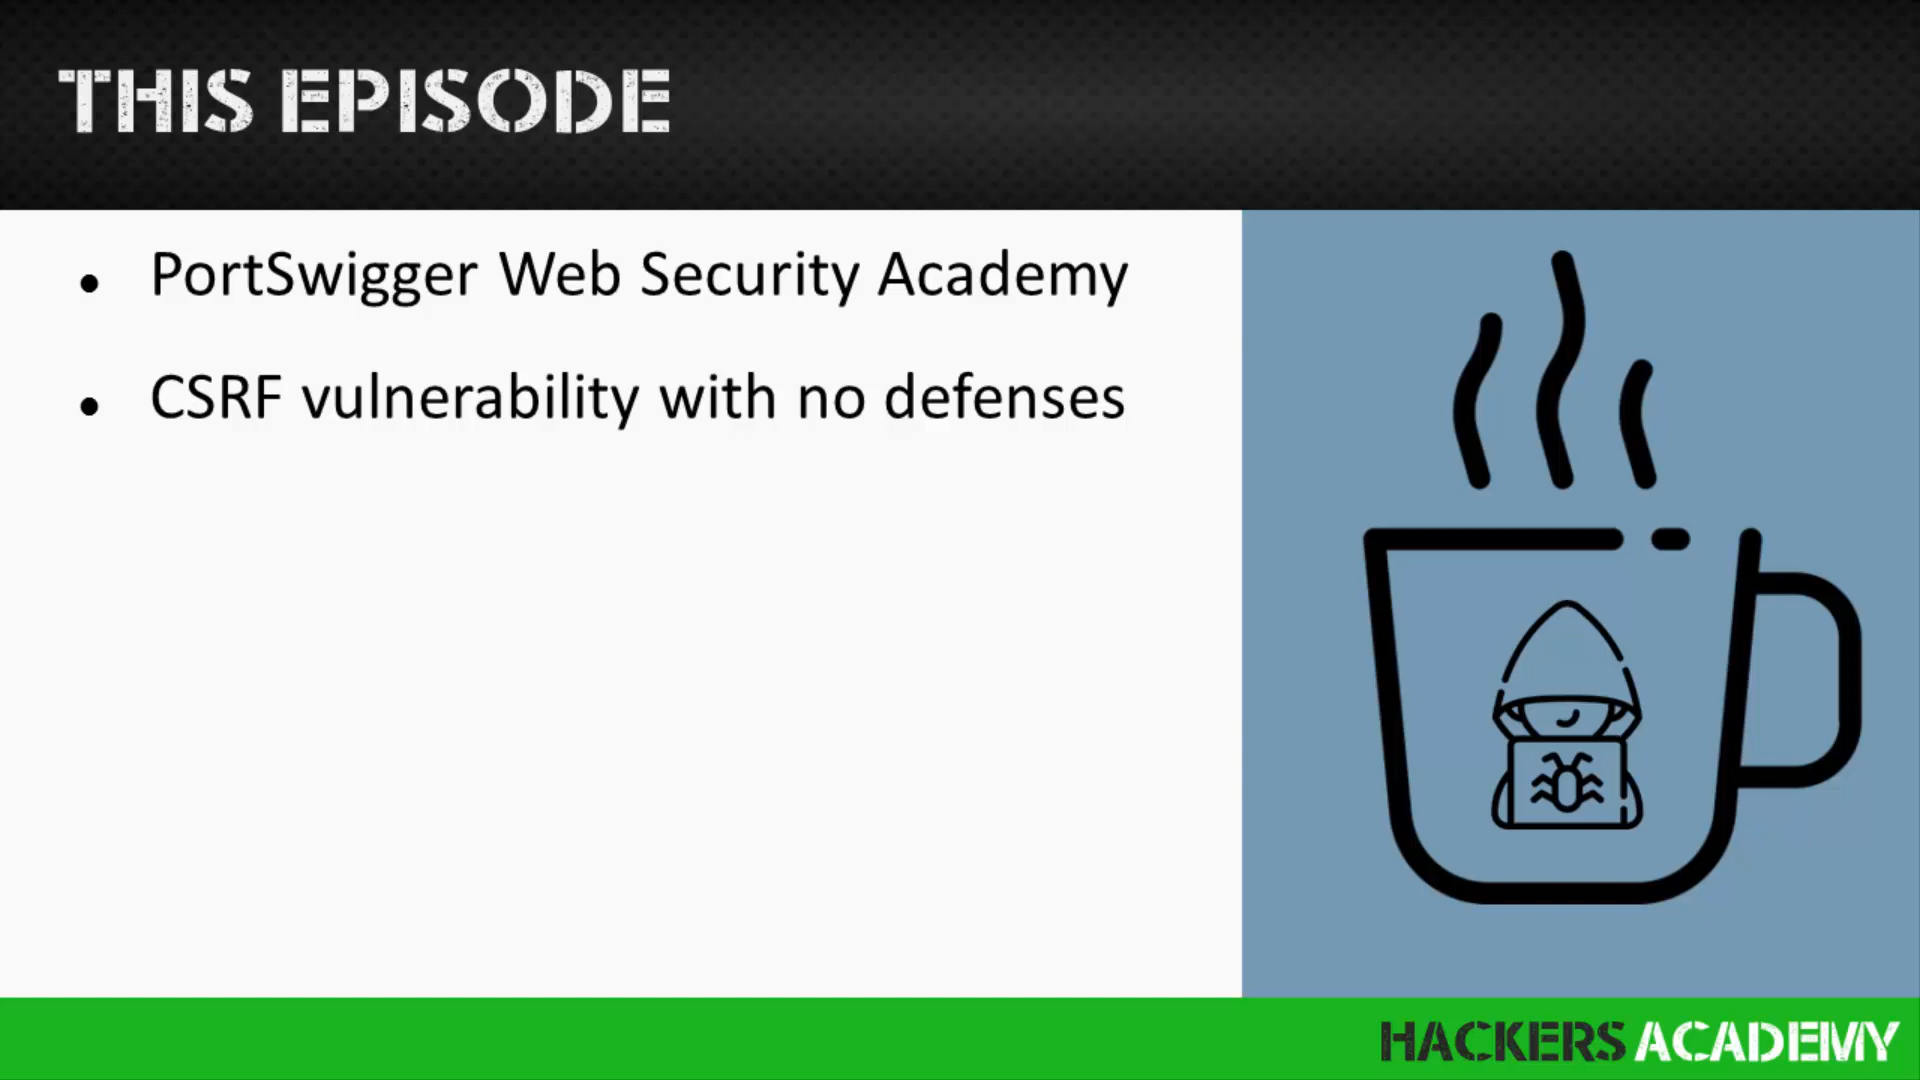 THIS EPISODE
• PortSwigger Web Security Academy
• CSRF vulnerability with no defenses
HACKERS ACADEMY